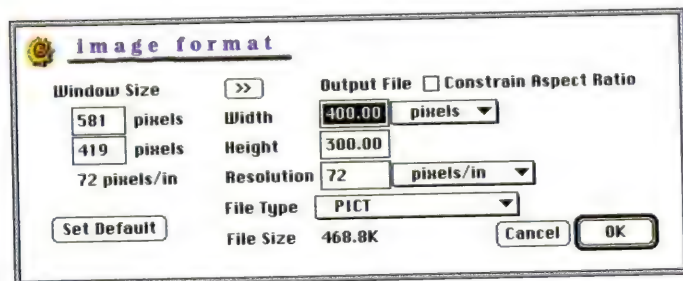 image format
Window Size >> Output File Constrain Aspect Ratio
581 pixels Width 400.00 pixels
419 pixels Height 300.00
72 pixels/in Resolution 72 pixels/in
File Type PICT
Set Default File Size 468.8K Cancel OK